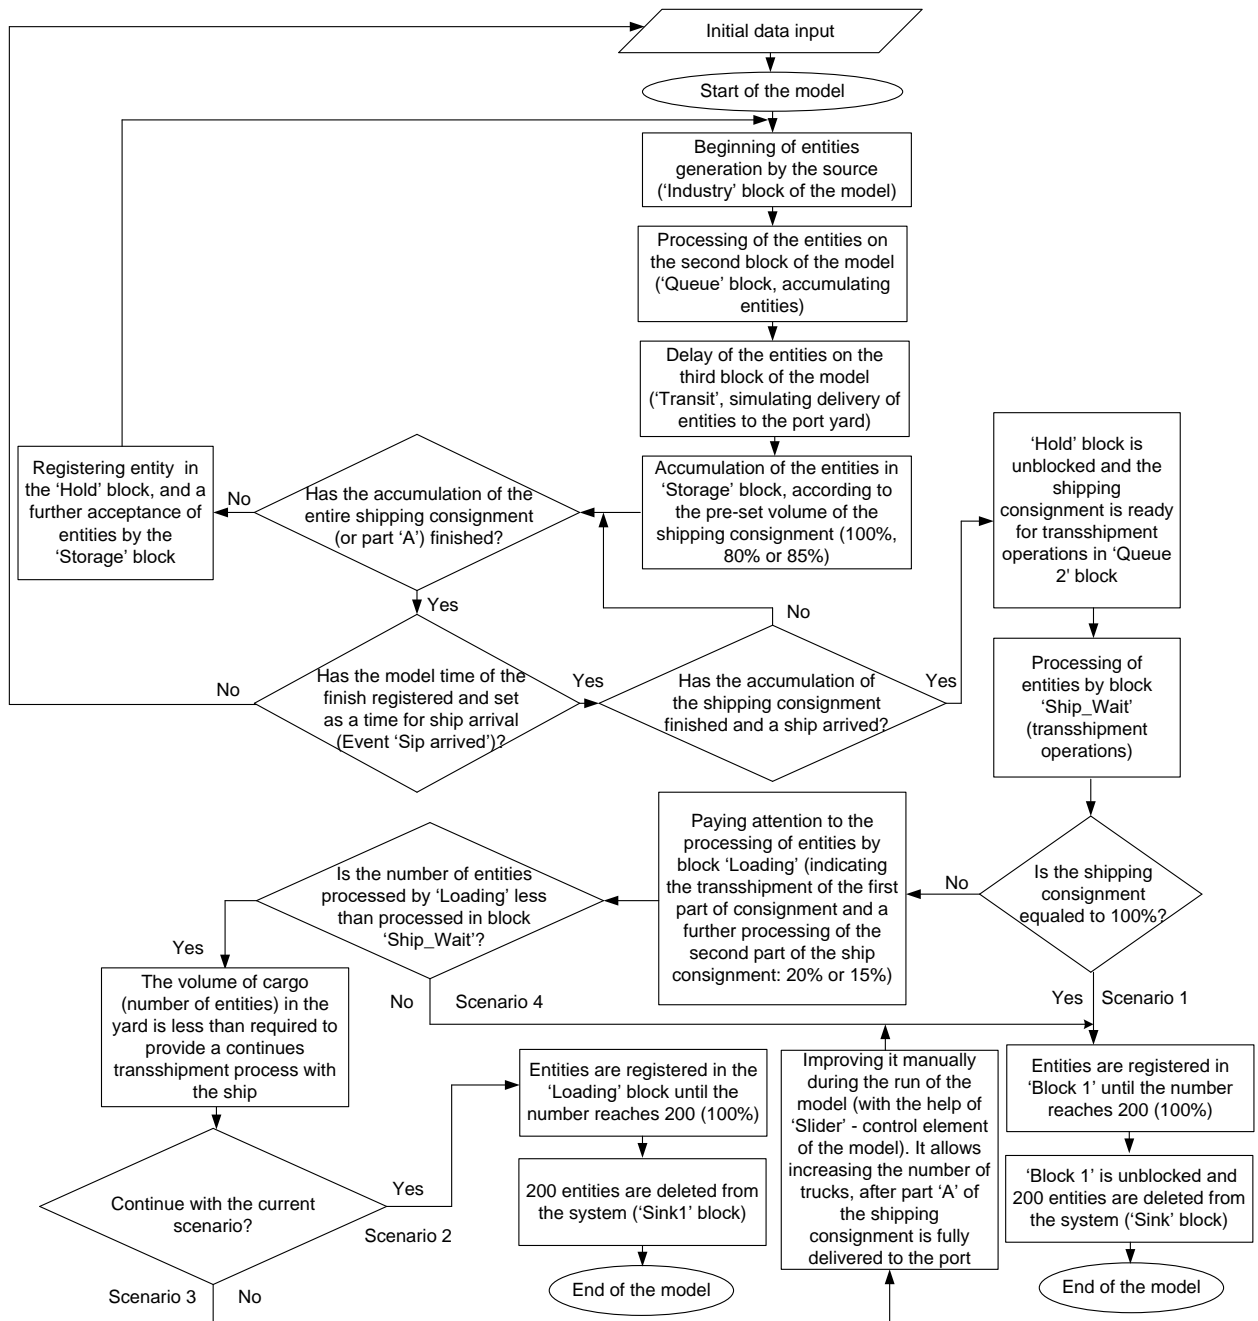 Initial data input
Start of the model
Beginning of entities
generation by the source
(‘Industry’ block of the model)
Processing of the entities on
the second block of the model
(‘Queue’ block, accumulating
entities)
Delay of the entities on the
third block of the model
(‘Transit’, simulating delivery of
entities to the port yard)
Accumulation of the entities in
‘Storage’ block, according to
the pre-set volume of the
shipping consignment (100%,
80% or 85%)
Has the accumulation of the
entire shipping consignment
(or part ‘A’) finished?
No
Registering entity in
the ‘Hold’ block, and a
further acceptance of
entities by the
‘Storage’ block
Yes
Has the model time of the
finish registered and set
as a time for ship arrival
(Event ‘Sip arrived’)?
No
Yes
Has the accumulation of
the shipping consignment
finished and a ship arrived?
No
Yes
‘Hold’ block is
unblocked and the
shipping
consignment is ready
for transshipment
operations in ‘Queue
2' block
Processing of
entities by block
‘Ship_Wait’
(transshipment
operations)
Is the shipping
consignment
equaled to 100%?
No
Paying attention to the
processing of entities by
block ‘Loading’ (indicating
the transshipment of the first
part of consignment and a
further processing of the
second part of the ship
consignment: 20% or 15%)
Is the number of entities
processed by ‘Loading’ less
than processed in block
‘Ship_Wait’?
Yes
No
Scenario 4
Yes
Scenario 1
The volume of cargo
(number of entities) in the
yard is less than required to
provide a continues
transshipment process with
the ship
Continue with the current
scenario?
Yes
Scenario 2
Scenario 3
No
Entities are registered in the
‘Loading’ block until the
number reaches 200 (100%)
200 entities are deleted from
the system (‘Sink1’ block)
End of the model
Improving it manually
during the run of the
model (with the help of
‘Slider’ - control element
of the model). It allows
increasing the number of
trucks, after part ‘A’ of
the shipping
consignment is fully
delivered to the port
Entities are registered in
‘Block 1’ until the number
reaches 200 (100%)
‘Block 1’ is unblocked and
200 entities are deleted from
the system (‘Sink’ block)
End of the model